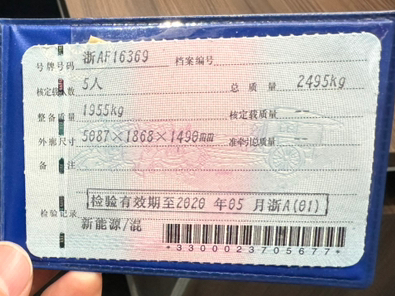 号牌号码 浙AF16369 档案编号
核定载人数 5人 总质量 2495kg
整备质量 1955kg 核定载质量 --
外廓尺寸 5087×1868×1490mm 准牵引总质量 --
备注
检验有效期至2020年05月浙A(01)
检验记录
新能源/混
*3300023705677*